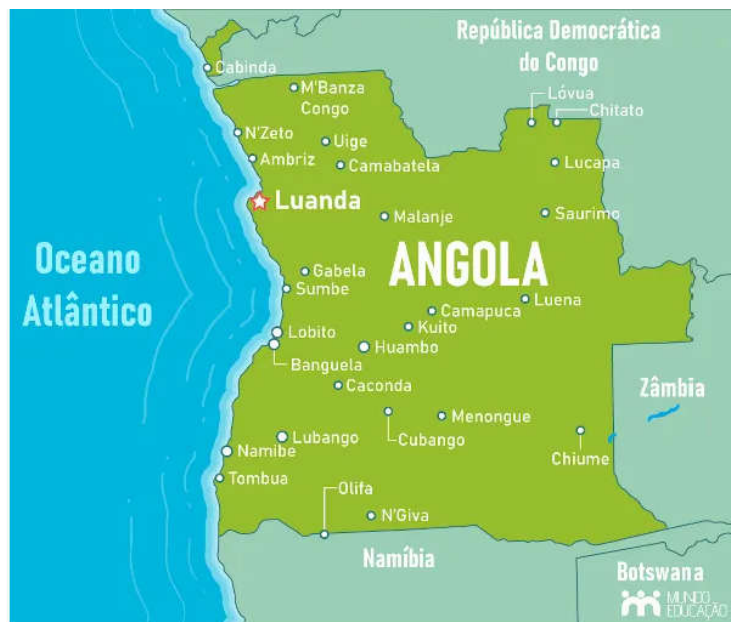 República Democrática
do Congo
Cabinda
M'Banza
Congo
Lóvua
Chitato
N'Zeto
Uige
Ambriz
Camabatela
Lucapa
Luanda
Malanje
Saurimo
Oceano
Atlântico
ANGOLA
Gabela
Sumbe
Luena
Camapuca
Kuito
Lobito
Huambo
Banguela
Caconda
Zâmbia
Menongue
Cubango
Lubango
Namibe
Chiume
Tombua
Olifa
N'Giva
Namíbia
Botswana
MUNDO
EDUCAÇÃO